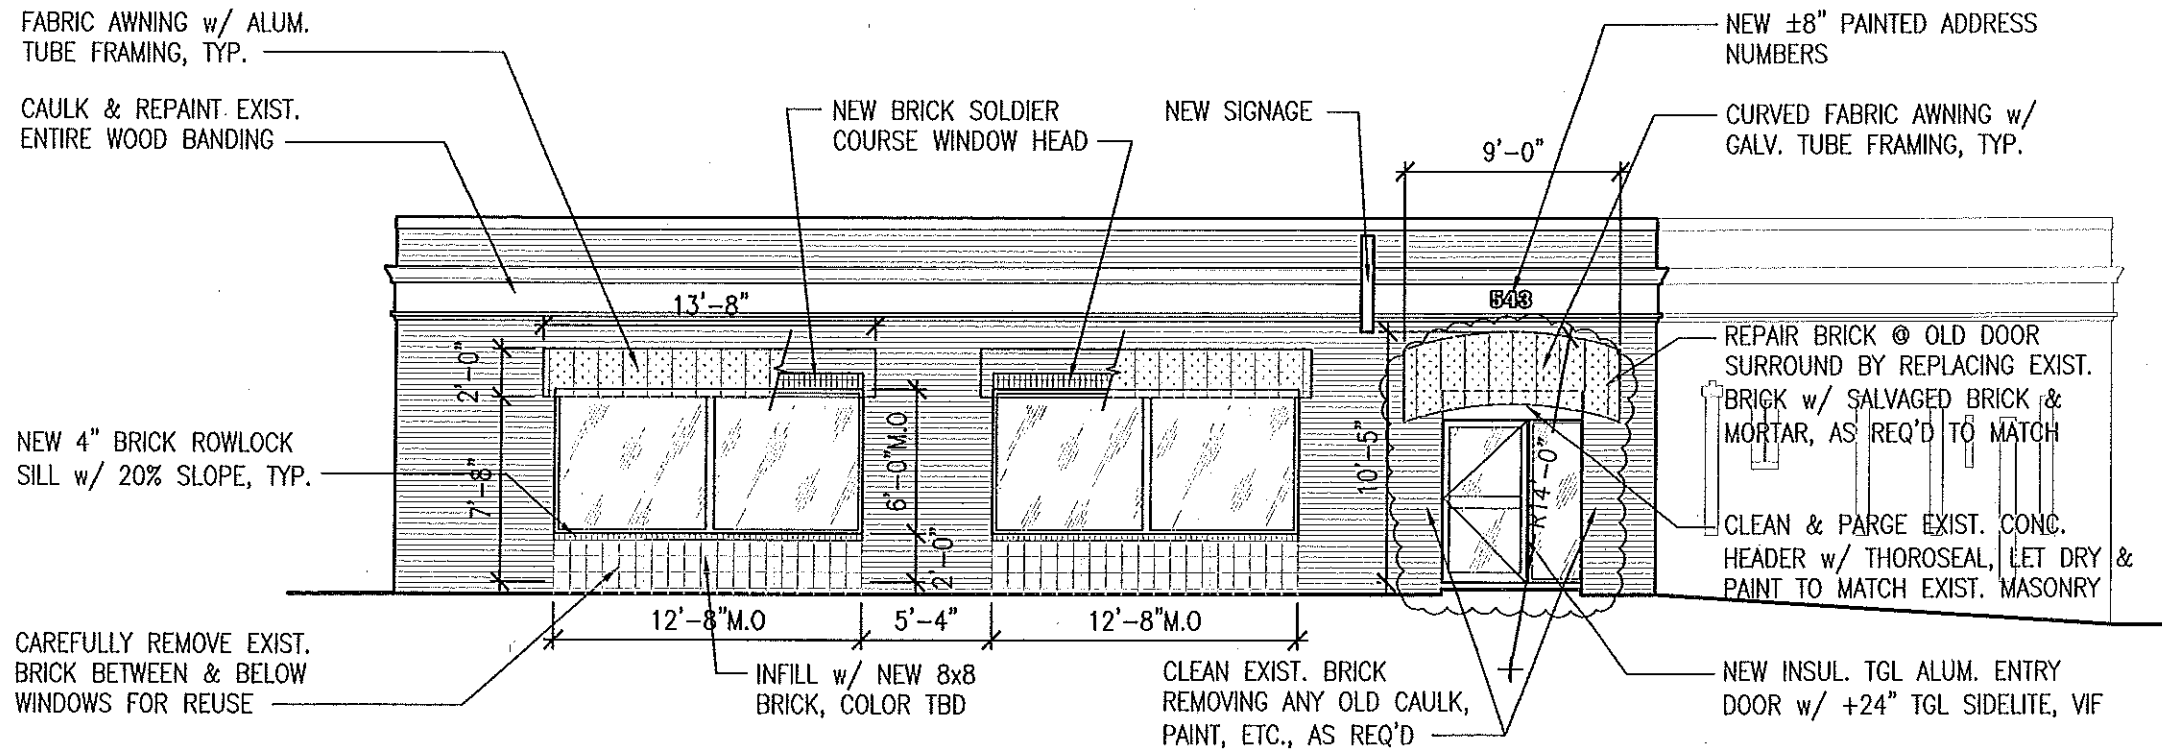 FABRIC AWNING w/ ALUM.
TUBE FRAMING, TYP.
CAULK & REPAINT EXIST.
ENTIRE WOOD BANDING
NEW BRICK SOLDIER
COURSE WINDOW HEAD
NEW SIGNAGE
NEW ±8" PAINTED ADDRESS
NUMBERS
CURVED FABRIC AWNING w/
GALV. TUBE FRAMING, TYP.
9'-0"
13'-8"
543
2'-0"
7'-8"
6'-0"M.O
2'-0"
10'-5"
R14'-0"
REPAIR BRICK @ OLD DOOR
SURROUND BY REPLACING EXIST.
BRICK w/ SALVAGED BRICK &
MORTAR, AS REQ'D TO MATCH
NEW 4" BRICK ROWLOCK
SILL w/ 20% SLOPE, TYP.
CLEAN & PARGE EXIST. CONC.
HEADER w/ THOROSEAL, LET DRY &
PAINT TO MATCH EXIST. MASONRY
12'-8"M.O
5'-4"
12'-8"M.O
CAREFULLY REMOVE EXIST.
BRICK BETWEEN & BELOW
WINDOWS FOR REUSE
INFILL w/ NEW 8x8
BRICK, COLOR TBD
CLEAN EXIST. BRICK
REMOVING ANY OLD CAULK,
PAINT, ETC., AS REQ'D
NEW INSUL. TGL ALUM. ENTRY
DOOR w/ +24" TGL SIDELITE, VIF